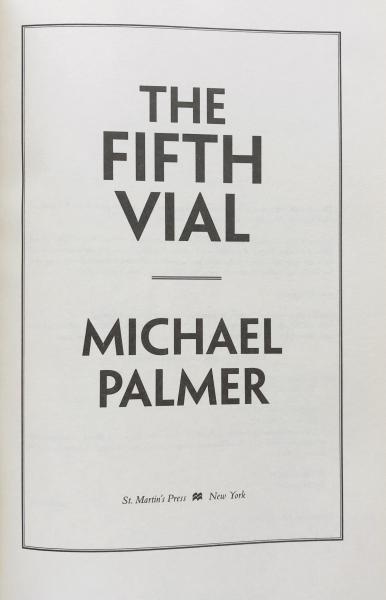 THE
FIFTH
VIAL
MICHAEL
PALMER
St. Martin's Press New York